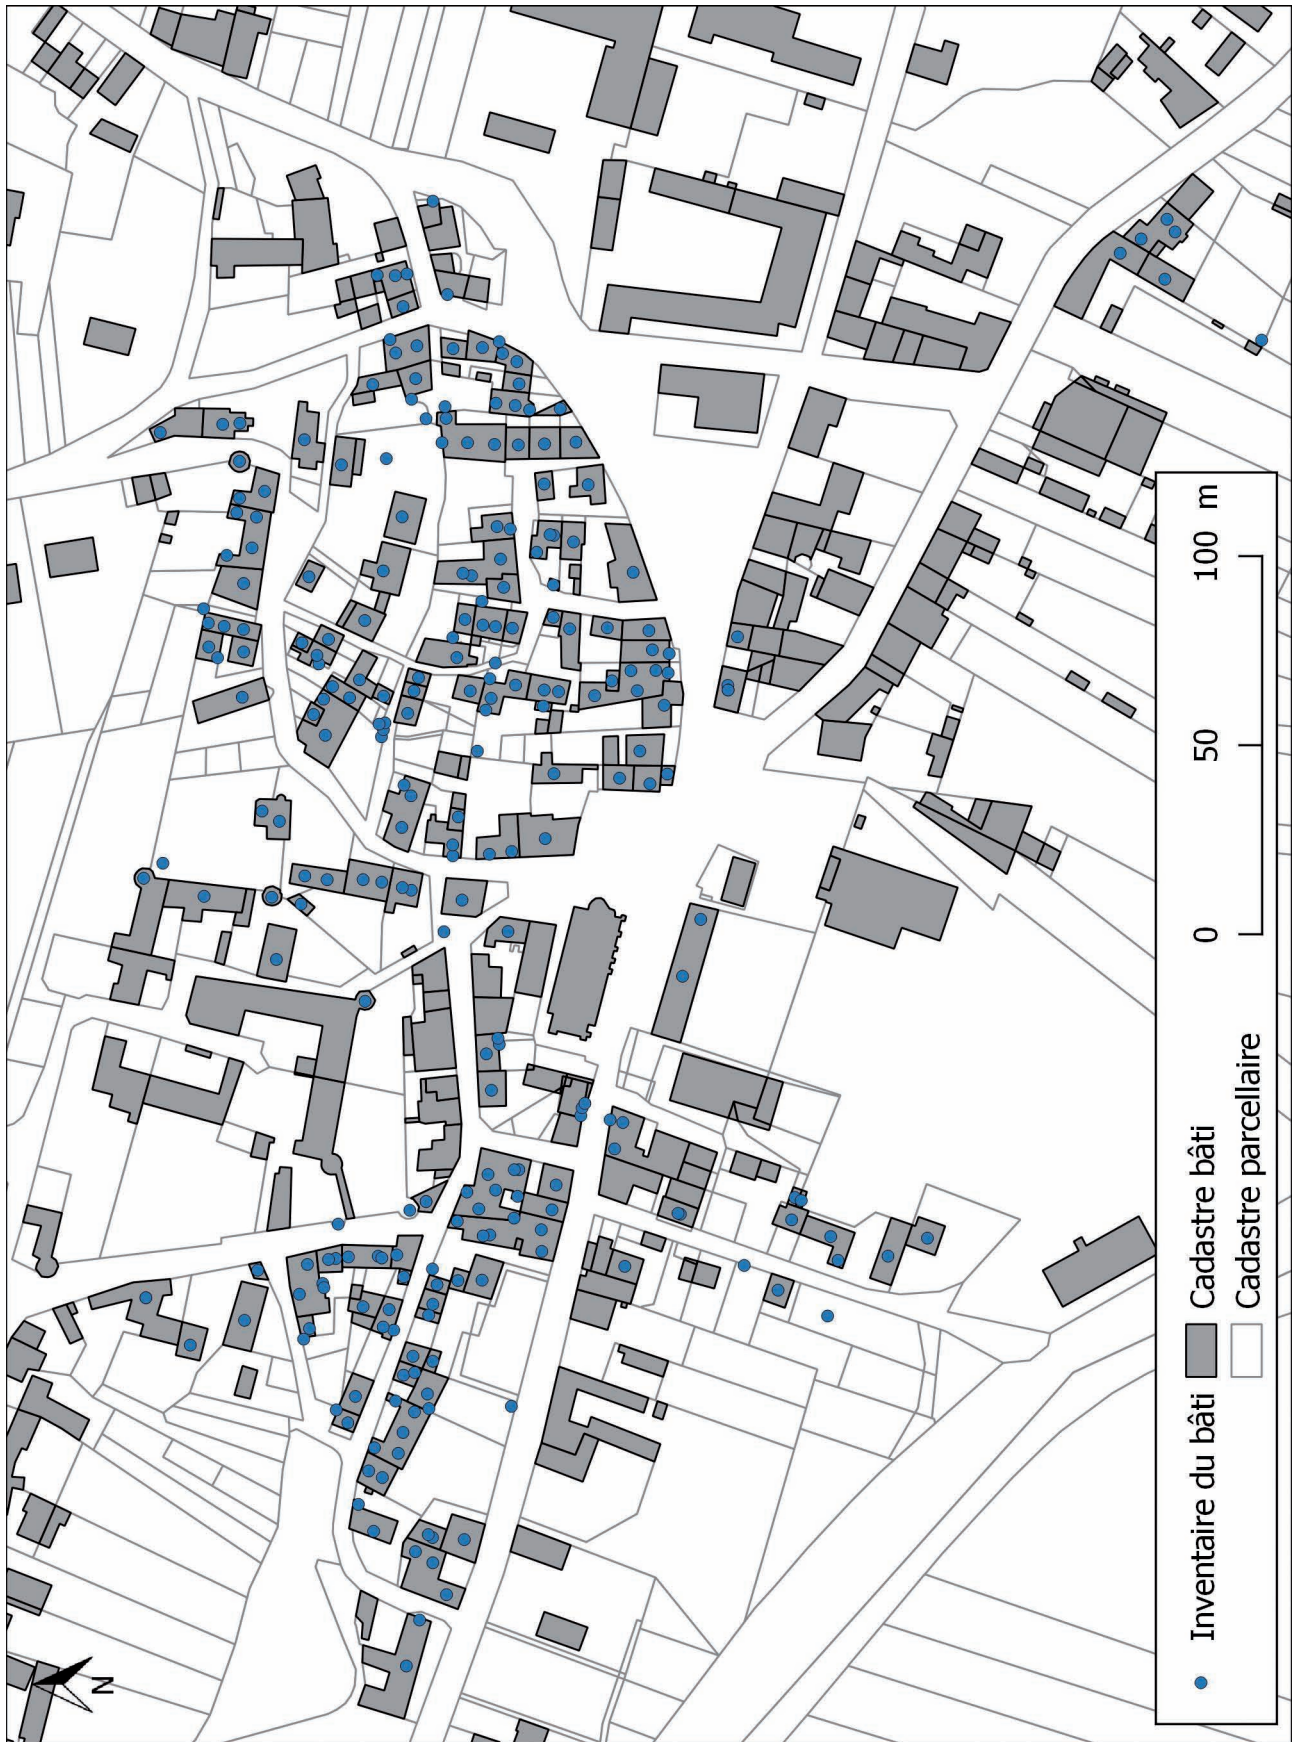 N
Inventaire du bâti
Cadastre bâti
Cadastre parcellaire
0 50 100 m